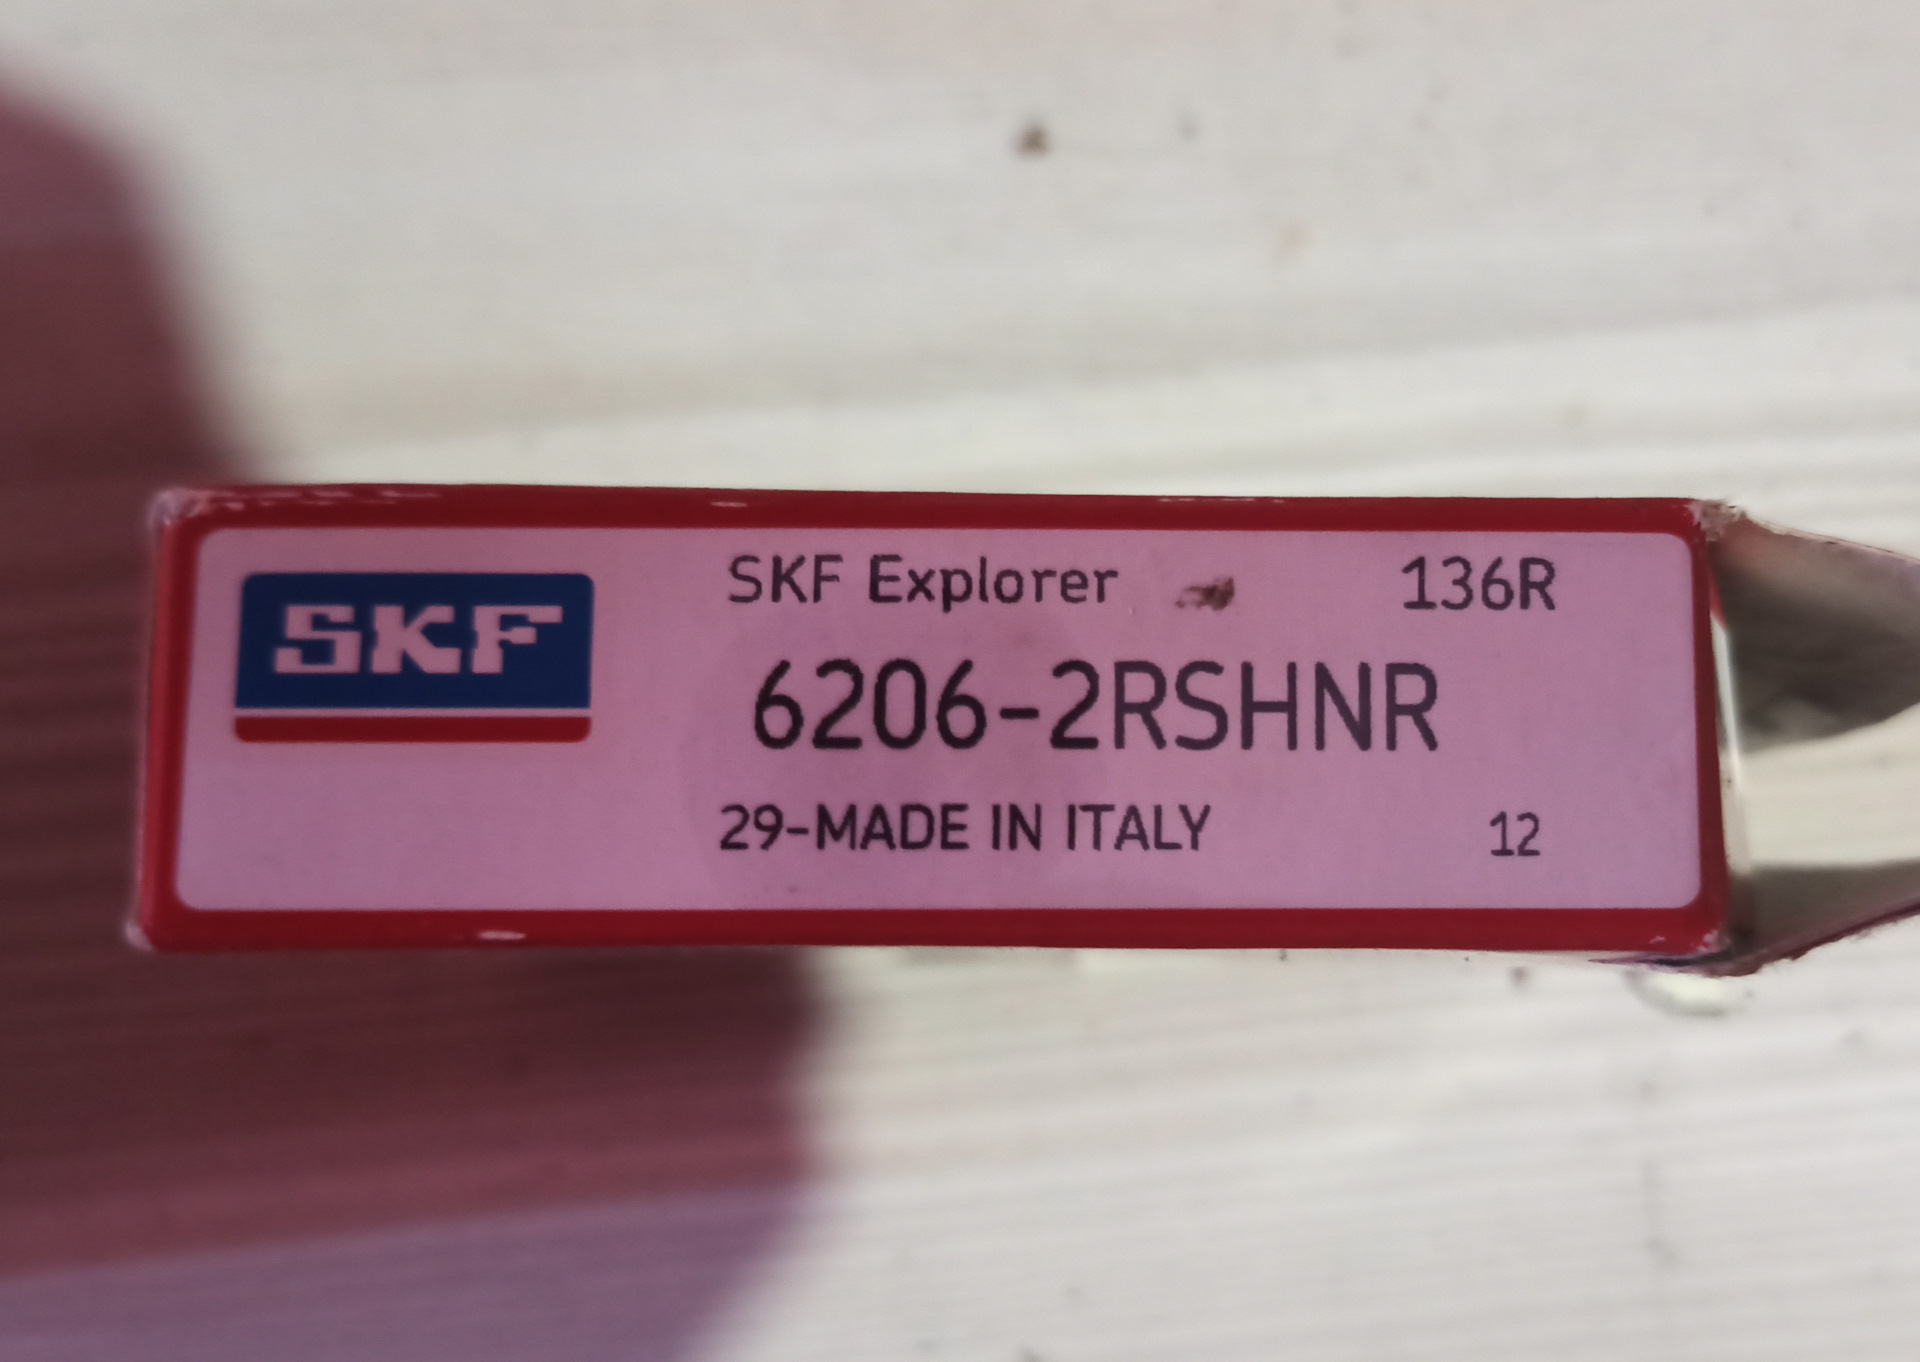 SKF
SKF Explorer 136R
6206-2RSHNR
29-MADE IN ITALY 12